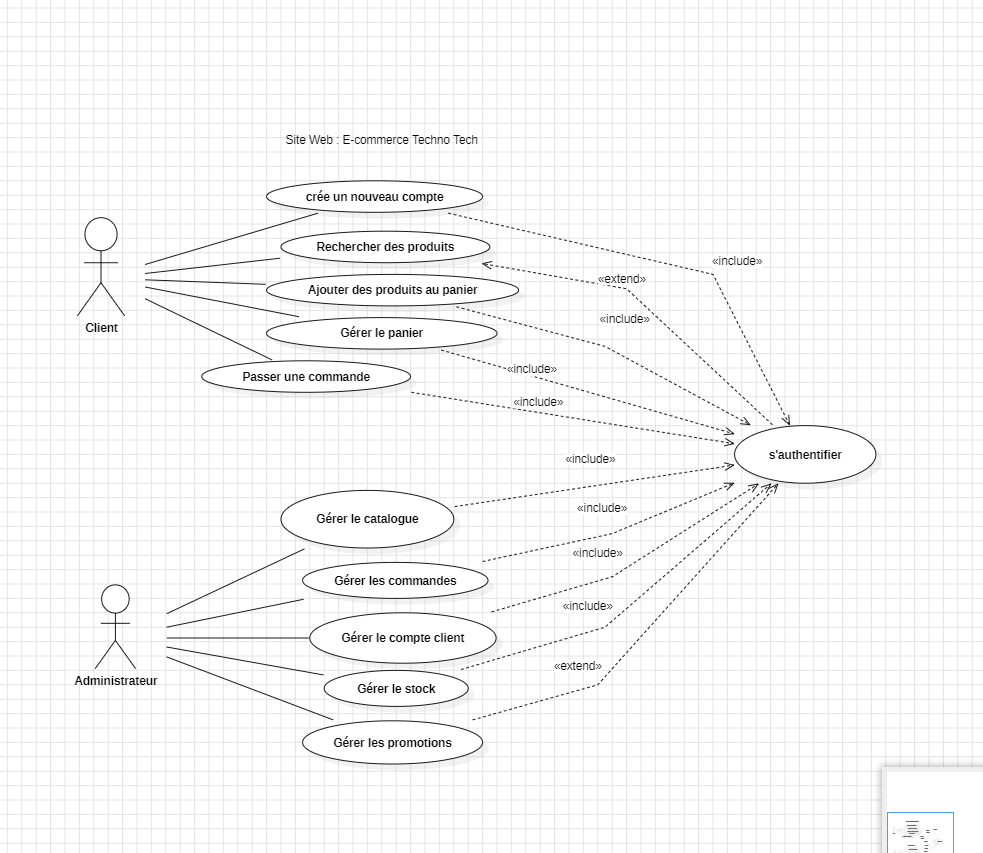 Site Web : E-commerce Techno Tech
crée un nouveau compte
Rechercher des produits
«include»
«extend»
Ajouter des produits au panier
«include»
Client
Gérer le panier
«include»
Passer une commande
«include»
s'authentifier
«include»
Gérer le catalogue
«include»
«include»
Gérer les commandes
«include»
Gérer le compte client
«extend»
Administrateur
Gérer le stock
Gérer les promotions